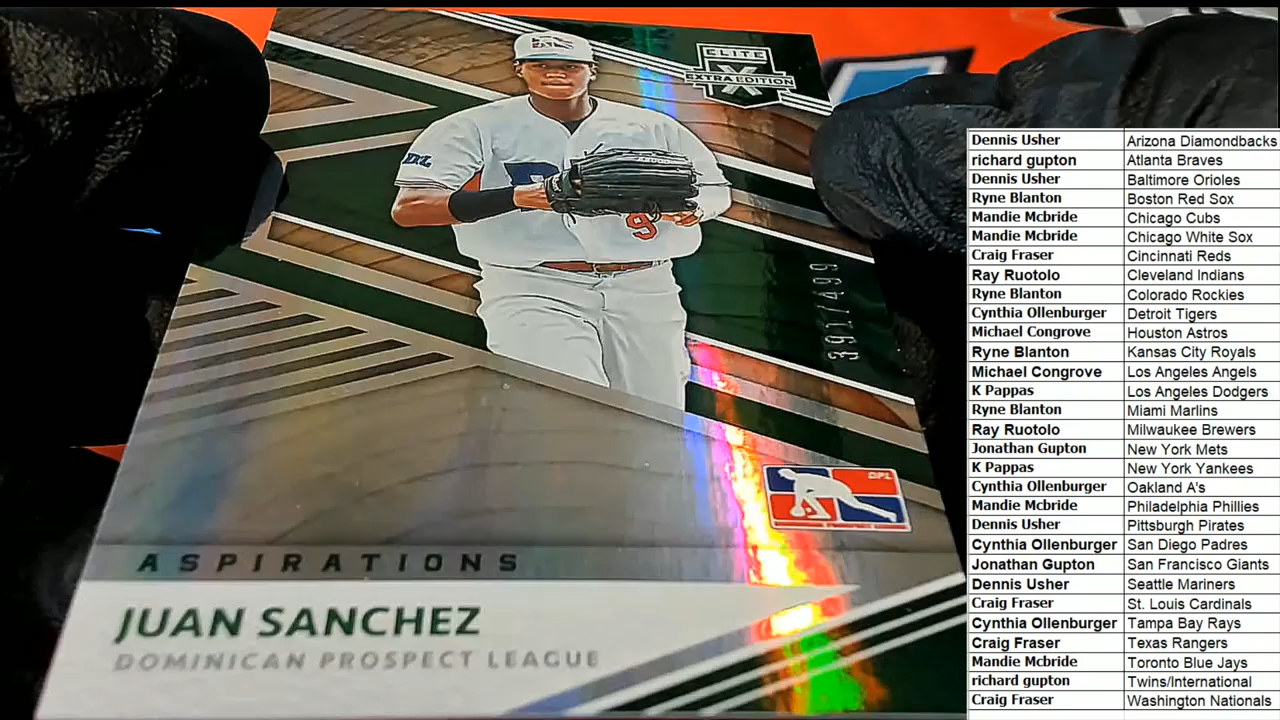 ELITE
X
EXTRA EDITION
DL
9
391/499
DPL
ASPIRATIONS
JUAN SANCHEZ
DOMINICAN PROSPECT LEAGUE
Dennis Usher Arizona Diamondbacks
richard gupton Atlanta Braves
Dennis Usher Baltimore Orioles
Ryne Blanton Boston Red Sox
Mandie Mcbride Chicago Cubs
Mandie Mcbride Chicago White Sox
Craig Fraser Cincinnati Reds
Ray Ruotolo Cleveland Indians
Ryne Blanton Colorado Rockies
Cynthia Ollenburger Detroit Tigers
Michael Congrove Houston Astros
Ryne Blanton Kansas City Royals
Michael Congrove Los Angeles Angels
K Pappas Los Angeles Dodgers
Ryne Blanton Miami Marlins
Ray Ruotolo Milwaukee Brewers
Jonathan Gupton New York Mets
K Pappas New York Yankees
Cynthia Ollenburger Oakland A's
Mandie Mcbride Philadelphia Phillies
Dennis Usher Pittsburgh Pirates
Cynthia Ollenburger San Diego Padres
Jonathan Gupton San Francisco Giants
Dennis Usher Seattle Mariners
Craig Fraser St. Louis Cardinals
Cynthia Ollenburger Tampa Bay Rays
Craig Fraser Texas Rangers
Mandie Mcbride Toronto Blue Jays
richard gupton Twins/International
Craig Fraser Washington Nationals